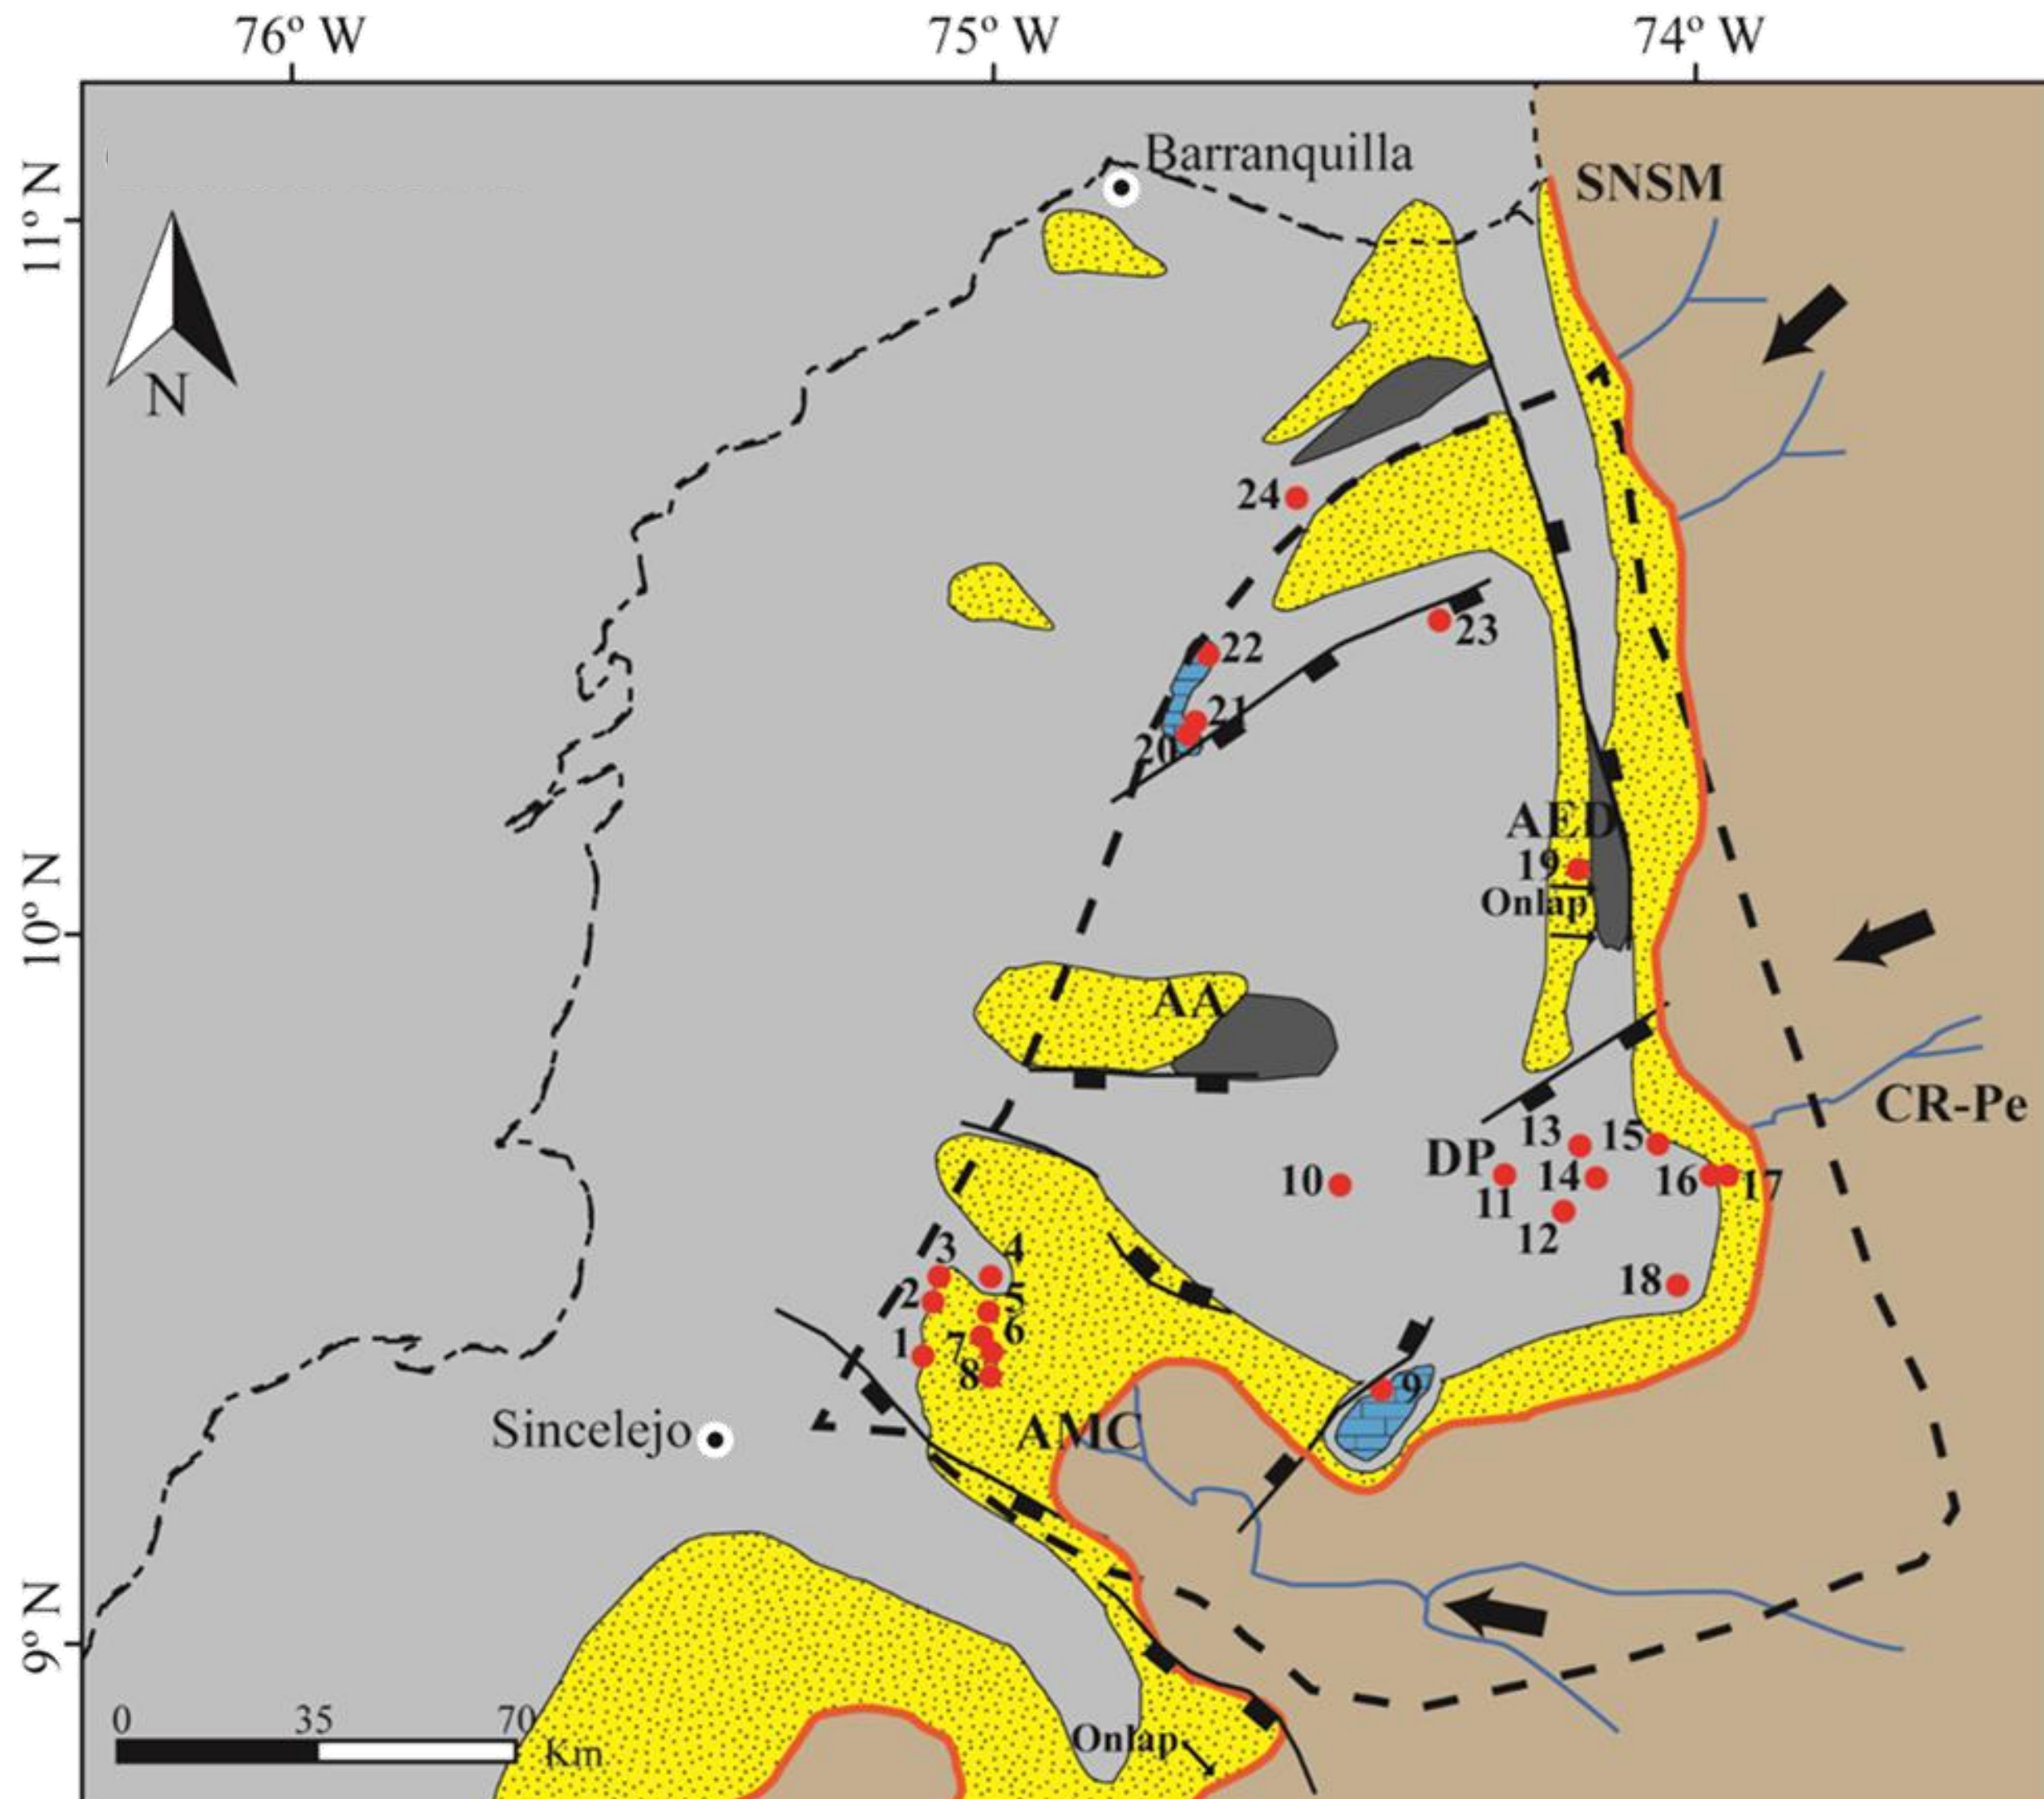 76º W
75º W
74º W
11º N
10º N
9º N
N
Barranquilla
SNSM
24
23
22
21
20
AED
19
Onlap
AA
CR-Pe
13
15
DP
10
11
14
16
17
12
18
3
4
2
5
1
7
6
8
9
Sincelejo
AMC
Onlap
0
35
70
Km